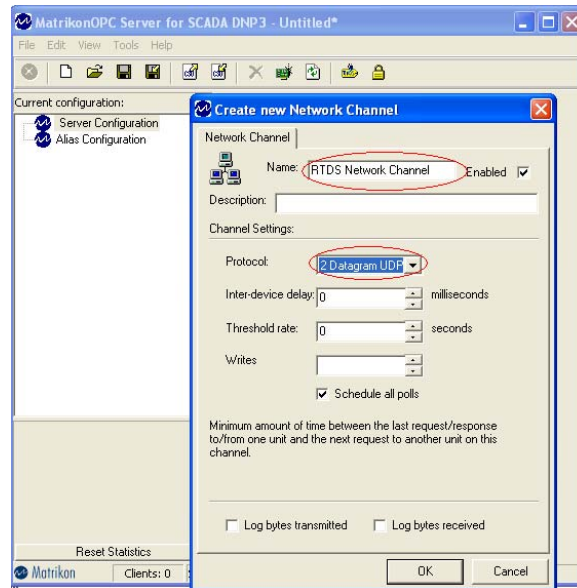 MatrikonOPC Server for SCADA DNP3 - Untitled*
File Edit View Tools Help
Current configuration:
Server Configuration
Alias Configuration
Create new Network Channel
Network Channel
Name: RTDS Network Channel Enabled
Description:
Channel Settings:
Protocol: 2 Datagram UDP
Inter-device delay: 0 milliseconds
Threshold rate: 0 seconds
Writes
Schedule all polls
Minimum amount of time between the last request/response
to/from one unit and the next request to another unit on this
channel.
Log bytes transmitted Log bytes received
Reset Statistics
Matrikon Clients: 0
OK Cancel